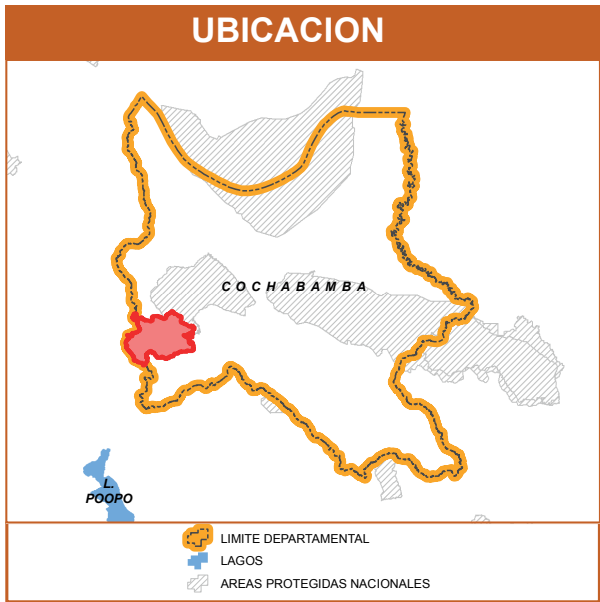 UBICACION
COCHABAMBA
L.
POOPO
LIMITE DEPARTAMENTAL
LAGOS
AREAS PROTEGIDAS NACIONALES